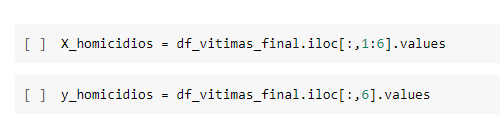 [ ] X_homicidios = df_vitimas_final.iloc[:,1:6].values
[ ] y_homicidios = df_vitimas_final.iloc[:,6].values